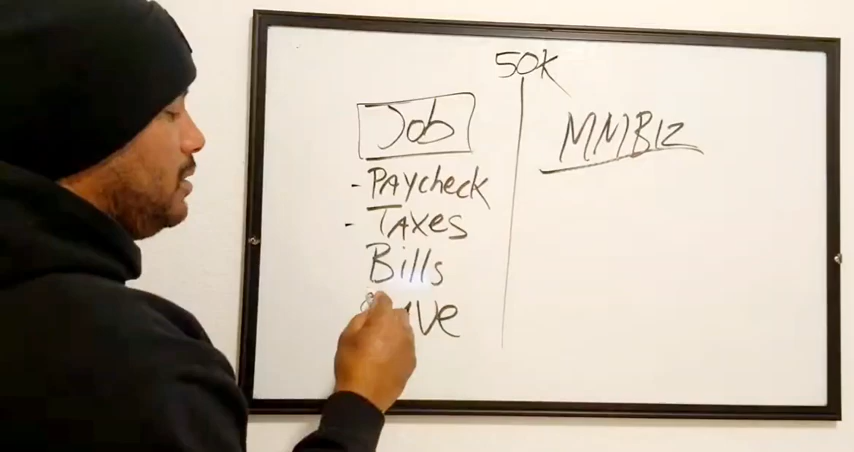 50K
Job
- Paycheck
- Taxes
Bills
MMBIZ